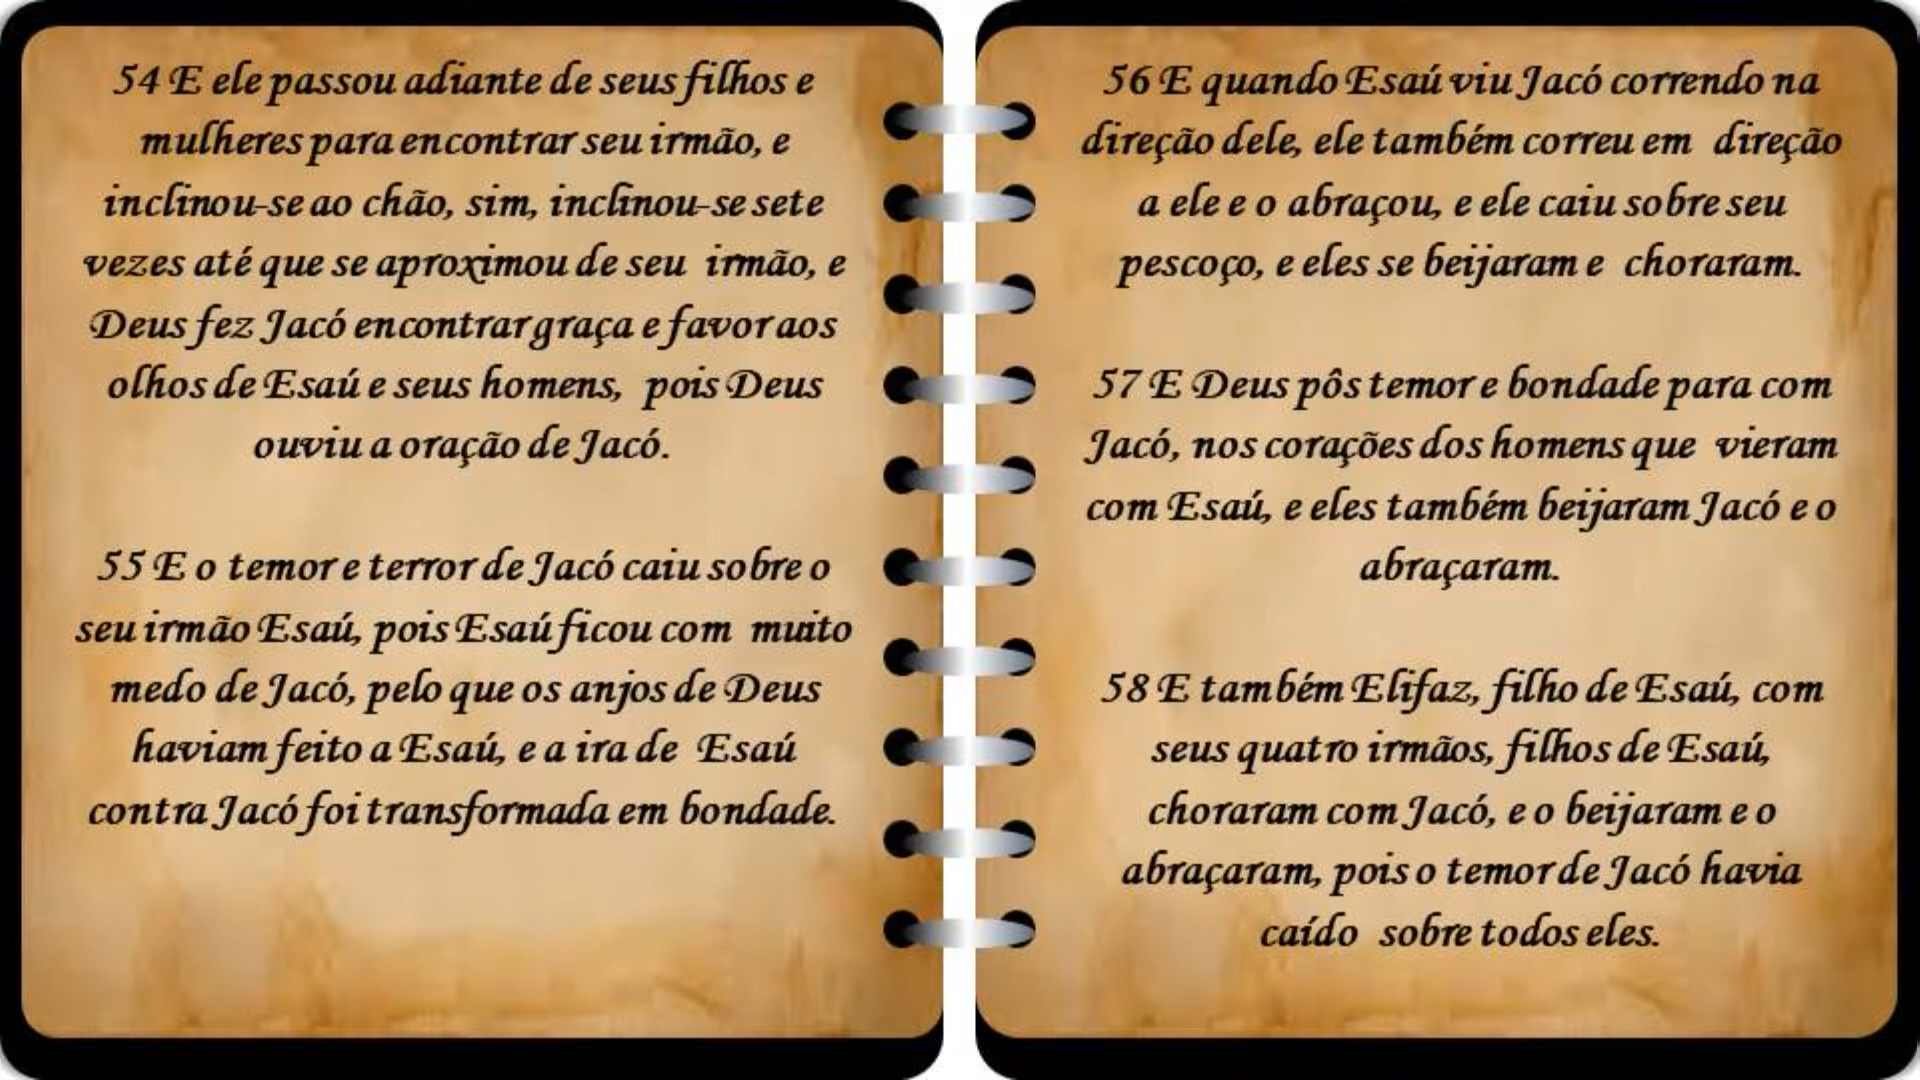 54 E ele passou adiante de seus filhos e
mulheres para encontrar seu irmão, e
inclinou-se ao chão, sim, inclinou-se sete
vezes até que se aproximou de seu irmão, e
Deus fez Jacó encontrar graça e favor aos
olhos de Esaú e seus homens, pois Deus
ouviu a oração de Jacó.
55 E o temor e terror de Jacó caiu sobre o
seu irmão Esaú, pois Esaú ficou com muito
medo de Jacó, pelo que os anjos de Deus
haviam feito a Esaú, e a ira de Esaú
contra Jacó foi transformada em bondade.
56 E quando Esaú viu Jacó correndo na
direção dele, ele também correu em direção
a ele e o abraçou, e ele caiu sobre seu
pescoço, e eles se beijaram e choraram.
57 E Deus pôs temor e bondade para com
Jacó, nos corações dos homens que vieram
com Esaú, e eles também beijaram Jacó e o
abraçaram.
58 E também Elifaz, filho de Esaú, com
seus quatro irmãos, filhos de Esaú,
choraram com Jacó, e o beijaram e o
abraçaram, pois o temor de Jacó havia
caído sobre todos eles.